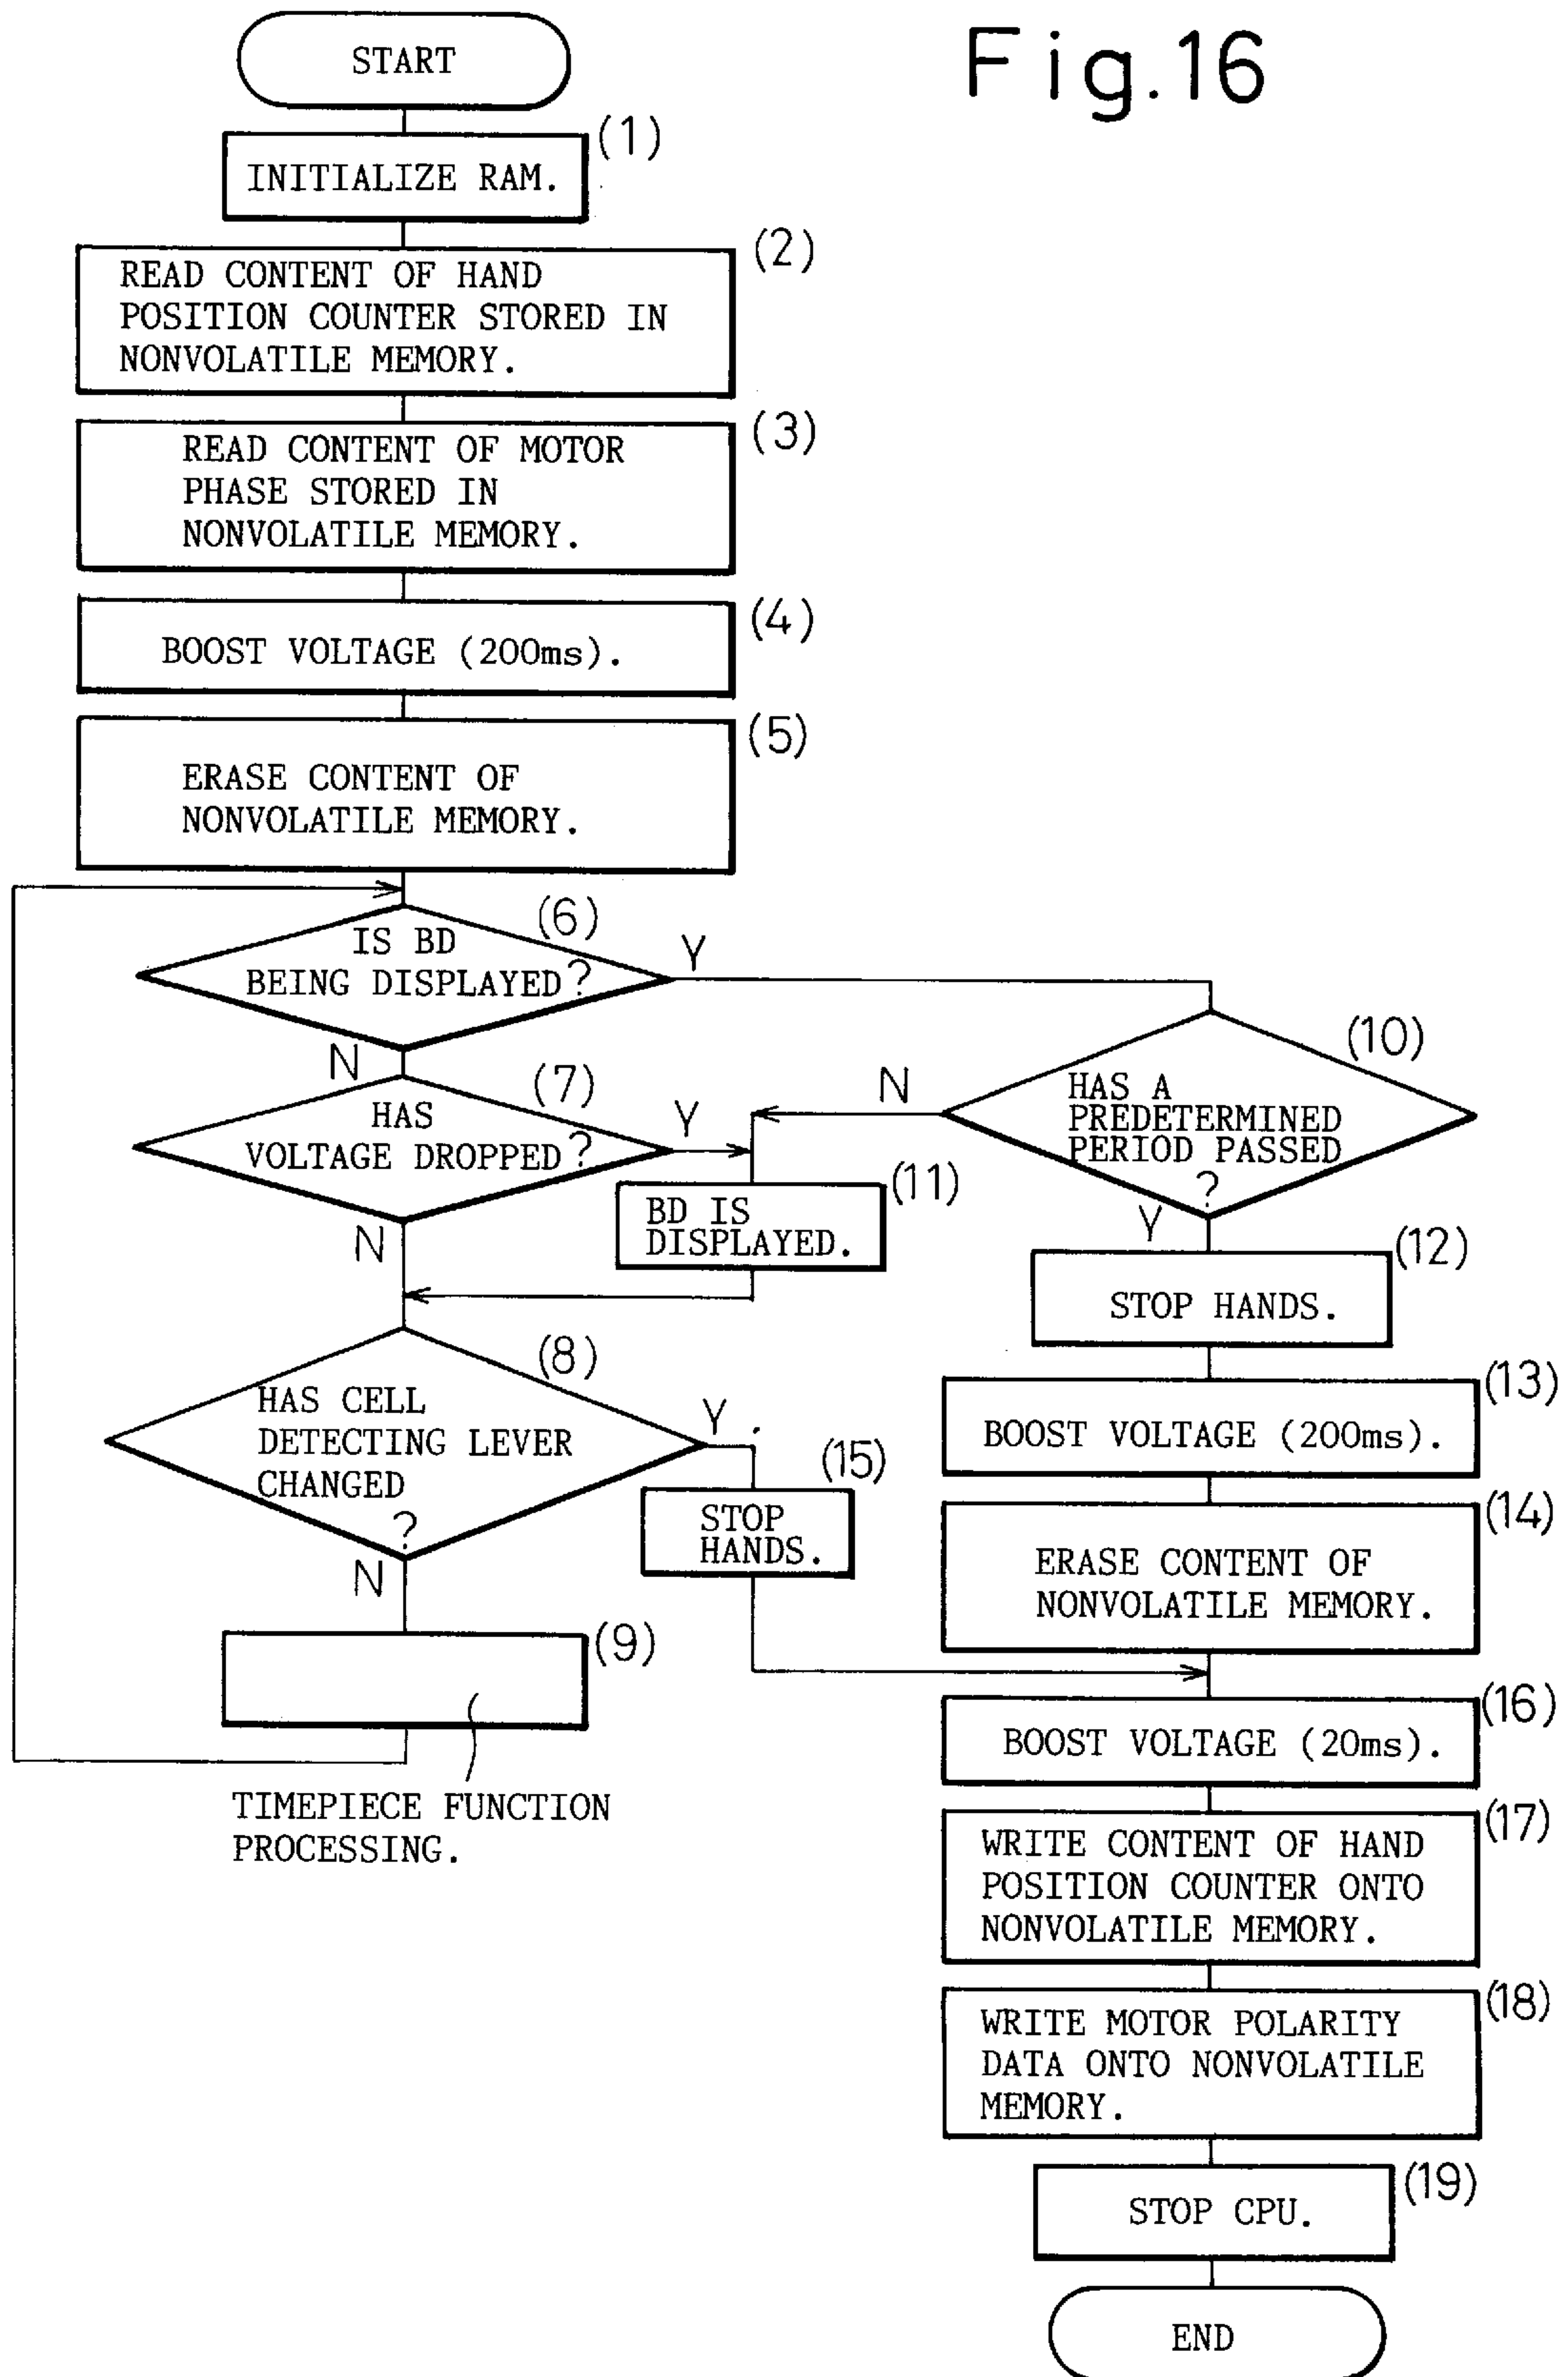 Fig.16
START
(1)
INITIALIZE RAM.
(2)
READ CONTENT OF HAND
POSITION COUNTER STORED IN
NONVOLATILE MEMORY.
(3)
READ CONTENT OF MOTOR
PHASE STORED IN
NONVOLATILE MEMORY.
(4)
BOOST VOLTAGE (200ms).
(5)
ERASE CONTENT OF
NONVOLATILE MEMORY.
(6)
IS BD
BEING DISPLAYED?
Y
N
(7)
HAS
VOLTAGE DROPPED?
Y
N
(10)
HAS A
PREDETERMINED
PERIOD PASSED
?
N
Y
(11)
BD IS
DISPLAYED.
(12)
STOP HANDS.
(8)
HAS CELL
DETECTING LEVER
CHANGED
?
Y
N
(13)
BOOST VOLTAGE (200ms).
(15)
STOP
HANDS.
(14)
ERASE CONTENT OF
NONVOLATILE MEMORY.
(9)
TIMEPIECE FUNCTION
PROCESSING.
(16)
BOOST VOLTAGE (20ms).
(17)
WRITE CONTENT OF HAND
POSITION COUNTER ONTO
NONVOLATILE MEMORY.
(18)
WRITE MOTOR POLARITY
DATA ONTO NONVOLATILE
MEMORY.
(19)
STOP CPU.
END